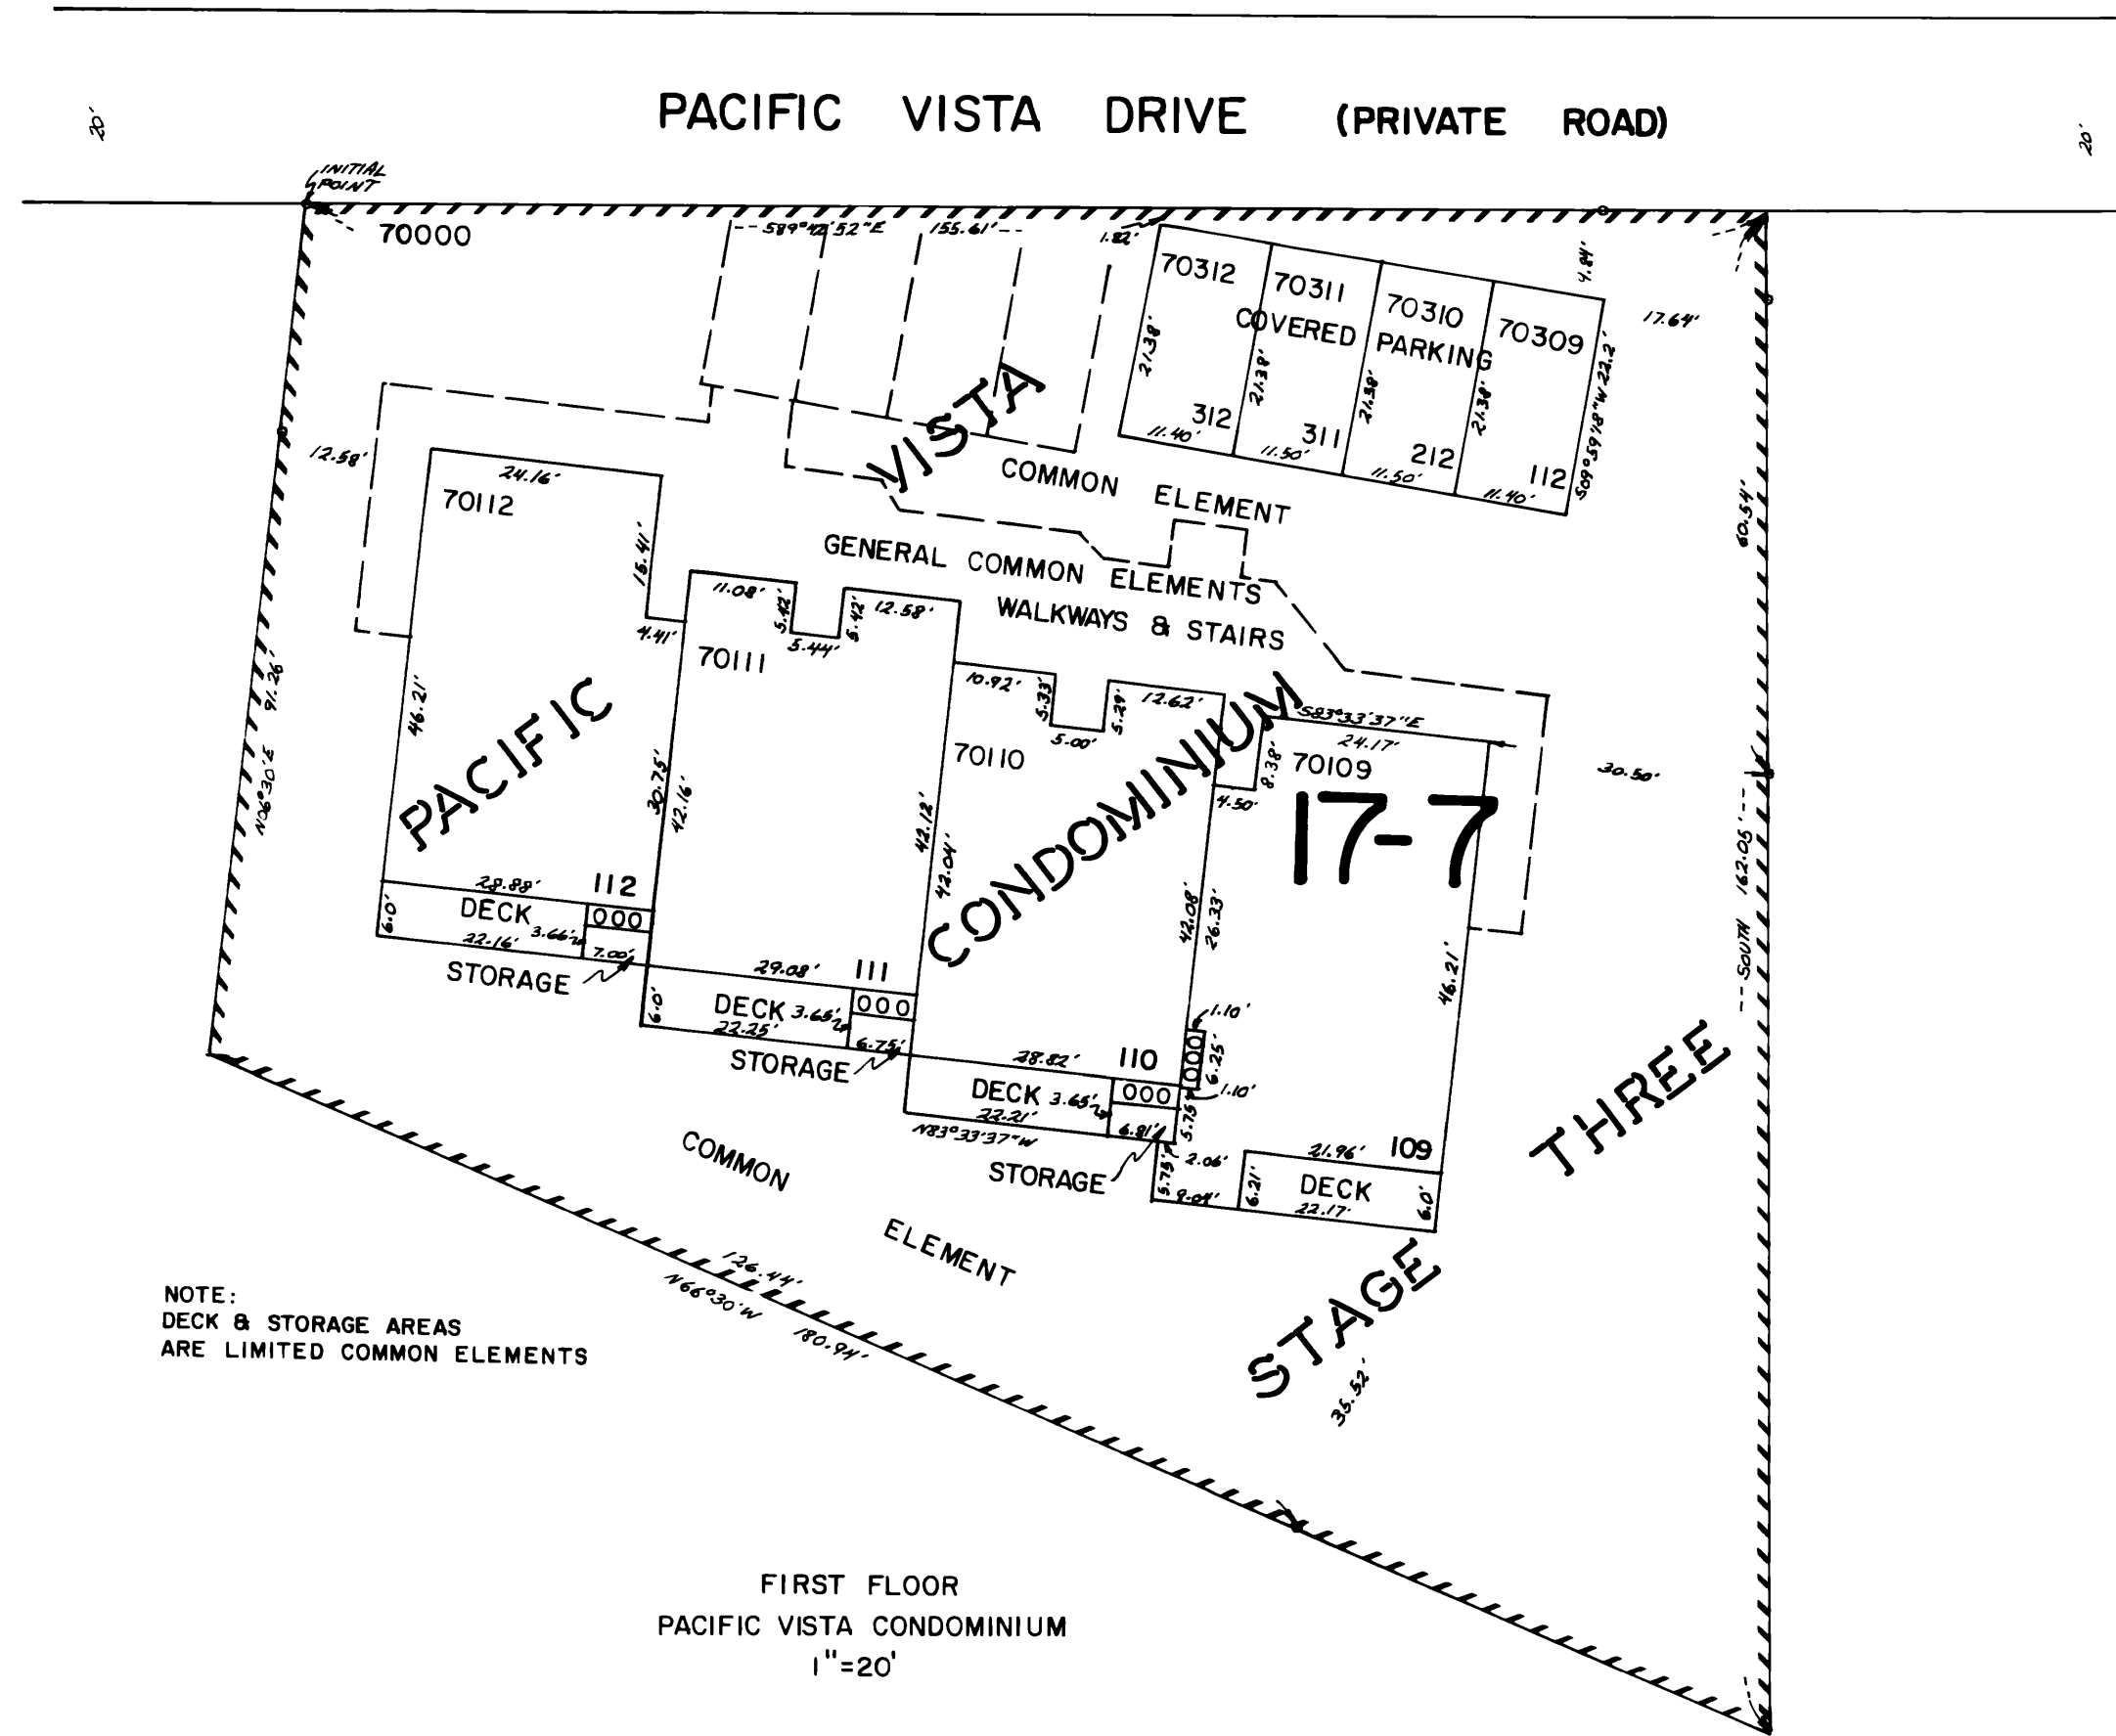 PACIFIC VISTA DRIVE (PRIVATE ROAD)
20'
20'
INITIAL
POINT
70000
S89°42'52"E 155.61'
1.82'
4.84'
17.64'
70312
70311
70310
70309
COVERED PARKING
21.38'
21.38'
21.38'
21.38'
S09°59'18"W 22.2'
312
311
212
112
11.40'
11.50'
11.50'
11.40'
60.54'
12.58'
24.16'
70112
15.41'
4.41'
VISTA
COMMON ELEMENT
GENERAL COMMON ELEMENTS
WALKWAYS & STAIRS
11.08'
5.42'
5.44'
5.42'
12.58'
70111
10.92'
5.33'
5.00'
5.29'
12.62'
70110
S83°33'37"E
24.17'
70109
8.38'
4.50'
30.50'
17-7
N06°30'E 91.26'
46.21'
PACIFIC
30.75'
42.16'
42.12'
42.04'
CONDOMINIUM
42.08'
26.33'
46.21'
SOUTH 162.05'
28.88'
112
DECK
000
6.0'
22.16'
3.66'
7.00'
STORAGE
29.08'
111
DECK
000
6.0'
22.25'
3.65'
6.75'
STORAGE
28.82'
110
DECK
000
22.21'
3.65'
6.81'
N83°33'37"W
STORAGE
1.10'
000
6.25'
1.10'
5.75'
2.06'
5.75'
9.04'
6.21'
21.96'
109
DECK
22.17'
6.0'
THREE
STAGE
35.52'
COMMON
ELEMENT
126.44'
N66°30'W 180.94'
NOTE:
DECK & STORAGE AREAS
ARE LIMITED COMMON ELEMENTS
FIRST FLOOR
PACIFIC VISTA CONDOMINIUM
1"=20'